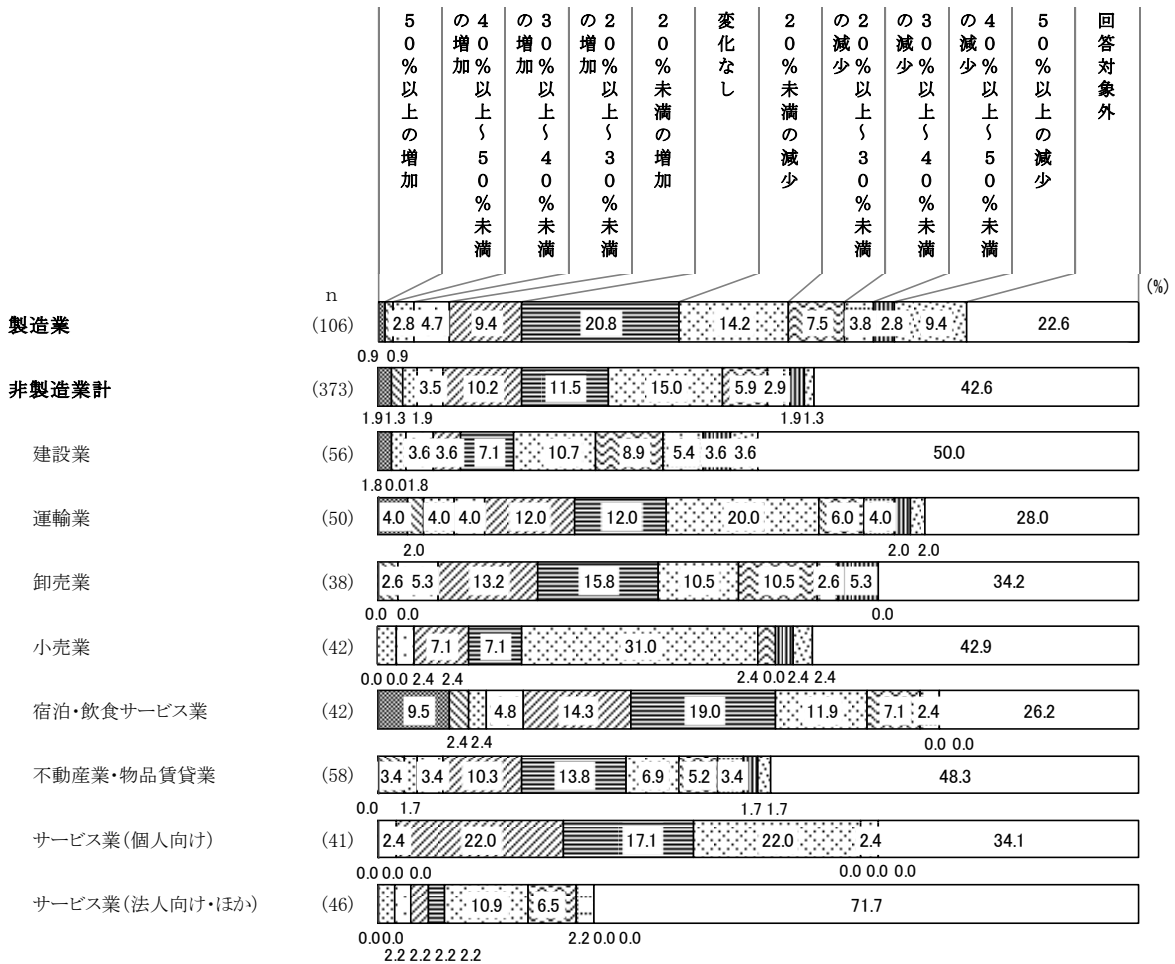 50%以上の増加
40%以上～50%未満
の増加
30%以上～40%未満
の増加
20%以上～30%未満
の増加
20%未満の増加
変化なし
20%未満の減少
20%以上～30%未満
の減少
30%以上～40%未満
の減少
40%以上～50%未満
の減少
50%以上の減少
回答対象外
n
(%)
製造業 (106) 2.8 4.7 9.4 20.8 14.2 7.5 3.8 2.8 9.4 22.6
0.9 0.9
非製造業計 (373) 3.5 10.2 11.5 15.0 5.9 2.9 42.6
1.9 1.3 1.9 1.9 1.3
建設業 (56) 3.6 3.6 7.1 10.7 8.9 5.4 3.6 3.6 50.0
1.8 0.0 1.8
運輸業 (50) 4.0 4.0 4.0 12.0 12.0 20.0 6.0 4.0 28.0
2.0 2.0 2.0
卸売業 (38) 2.6 5.3 13.2 15.8 10.5 10.5 2.6 5.3 34.2
0.0 0.0 0.0
小売業 (42) 7.1 7.1 31.0 42.9
0.0 0.0 2.4 2.4 2.4 0.0 2.4 2.4
宿泊・飲食サービス業 (42) 9.5 4.8 14.3 19.0 11.9 7.1 2.4 26.2
2.4 2.4 0.0 0.0
不動産業・物品賃貸業 (58) 3.4 3.4 10.3 13.8 6.9 5.2 3.4 48.3
0.0 1.7 1.7 1.7
サービス業(個人向け) (41) 2.4 22.0 17.1 22.0 2.4 34.1
0.0 0.0 0.0 0.0 0.0 0.0
サービス業(法人向け・ほか) (46) 10.9 6.5 71.7
0.0 0.0 2.2 0.0 0.0
2.2 2.2 2.2 2.2